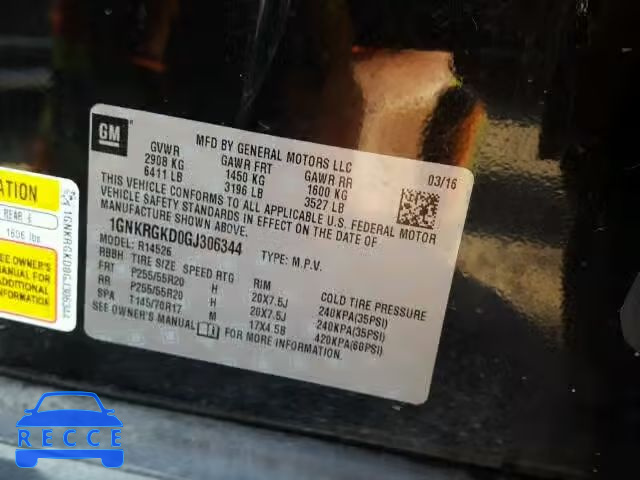 GM
MFD BY GENERAL MOTORS LLC
GVWR GAWR FRT GAWR RR 03/16
2908 KG 1450 KG 1600 KG
6411 LB 3196 LB 3527 LB
THIS VEHICLE CONFORMS TO ALL APPLICABLE U.S. FEDERAL MOTOR
VEHICLE SAFETY STANDARDS IN EFFECT ON THE DATE OF
MANUFACTURE SHOWN ABOVE.
1GNKRGKD0GJ306344 TYPE: M.P.V.
MODEL: R14526
RBBH TIRE SIZE SPEED RTG RIM COLD TIRE PRESSURE
FRT P255/55R20 H 20X7.5J 240KPA(35PSI)
RR P255/55R20 H 20X7.5J 240KPA(35PSI)
SPA T145/70R17 M 17X4.5B 420KPA(60PSI)
SEE OWNER'S MANUAL FOR MORE INFORMATION.
ATION
REAR
lbs
SEE OWNER'S
MANUAL FOR
ADDITIONAL
1GNKRGKD0GJ306344
RECCE